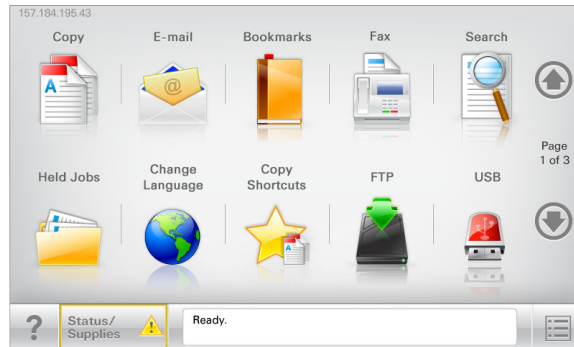 157.184.195.43
Copy
E-mail
Bookmarks
Fax
Search
A
@
Page
1 of 3
Held Jobs
Change
Language
Copy
Shortcuts
FTP
USB
A
?
Status/
Supplies
!
Ready.